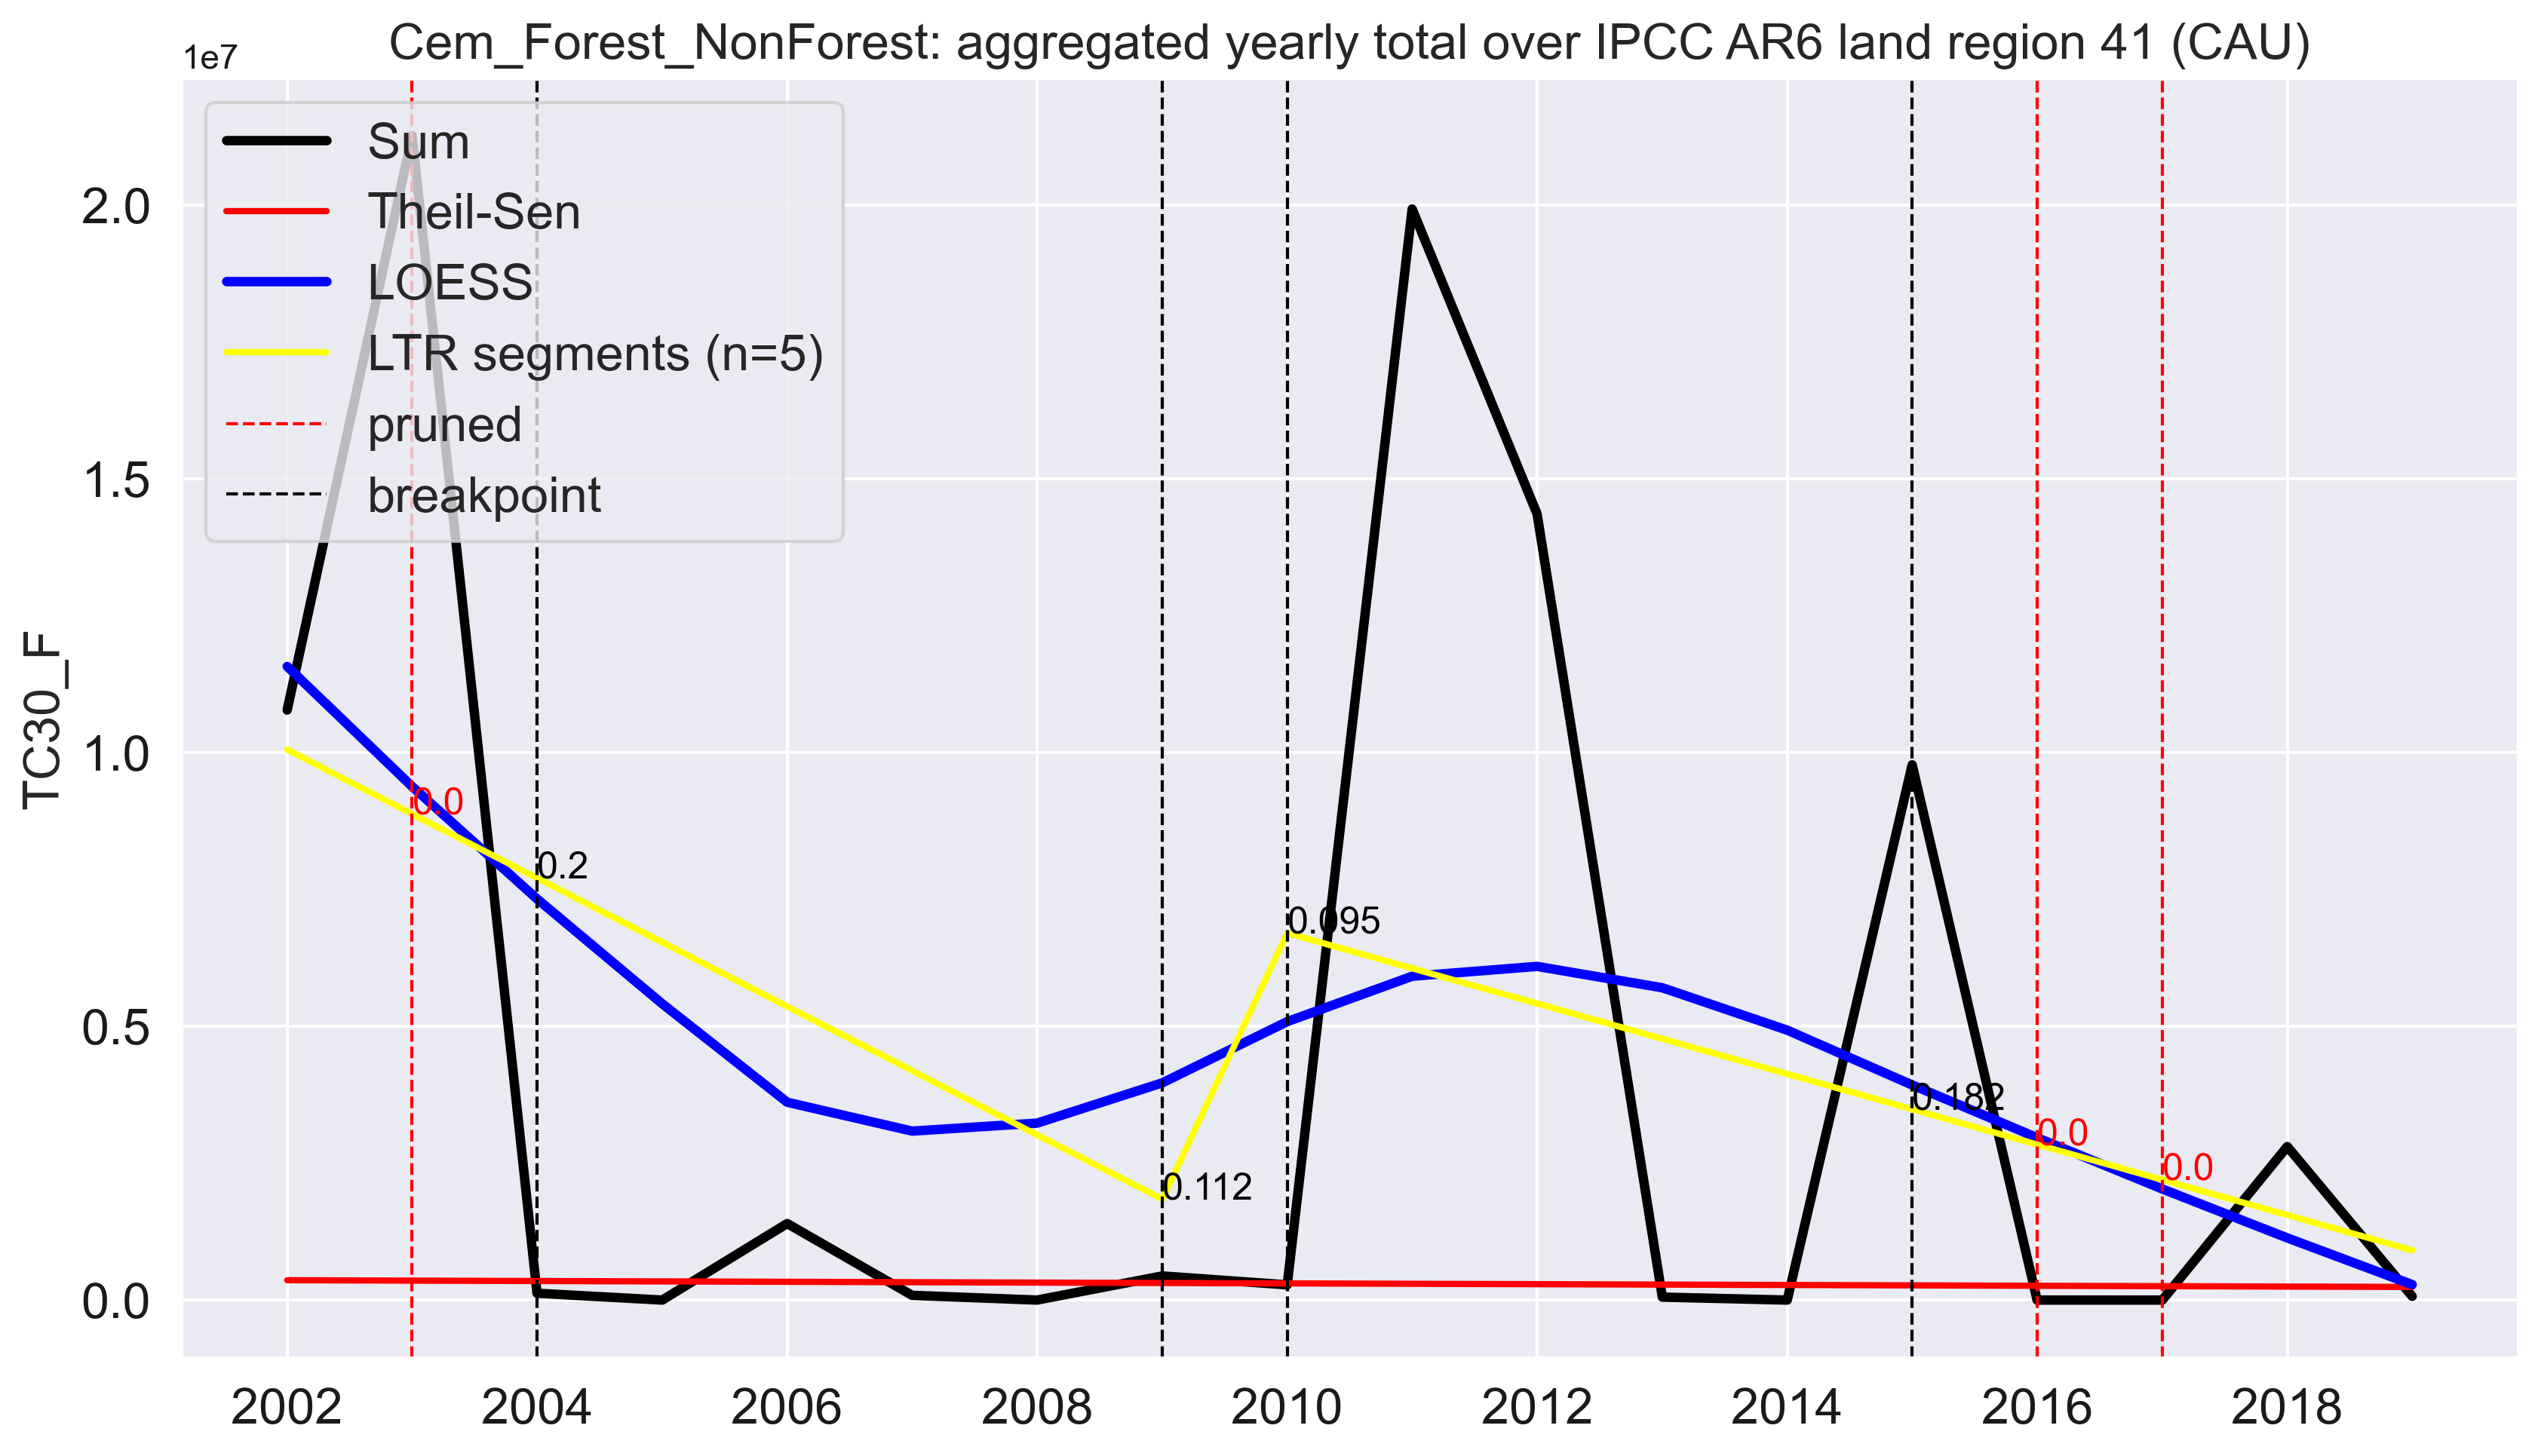 Cem_Forest_NonForest: aggregated yearly total over IPCC AR6 land region 41 (CAU)
1e7
Sum
Theil-Sen
LOESS
LTR segments (n=5)
pruned
breakpoint
2.0
1.5
1.0
0.5
0.0
TC30_F
0.0
0.2
0.112
0.095
0.182
0.0
0.0
2002 2004 2006 2008 2010 2012 2014 2016 2018